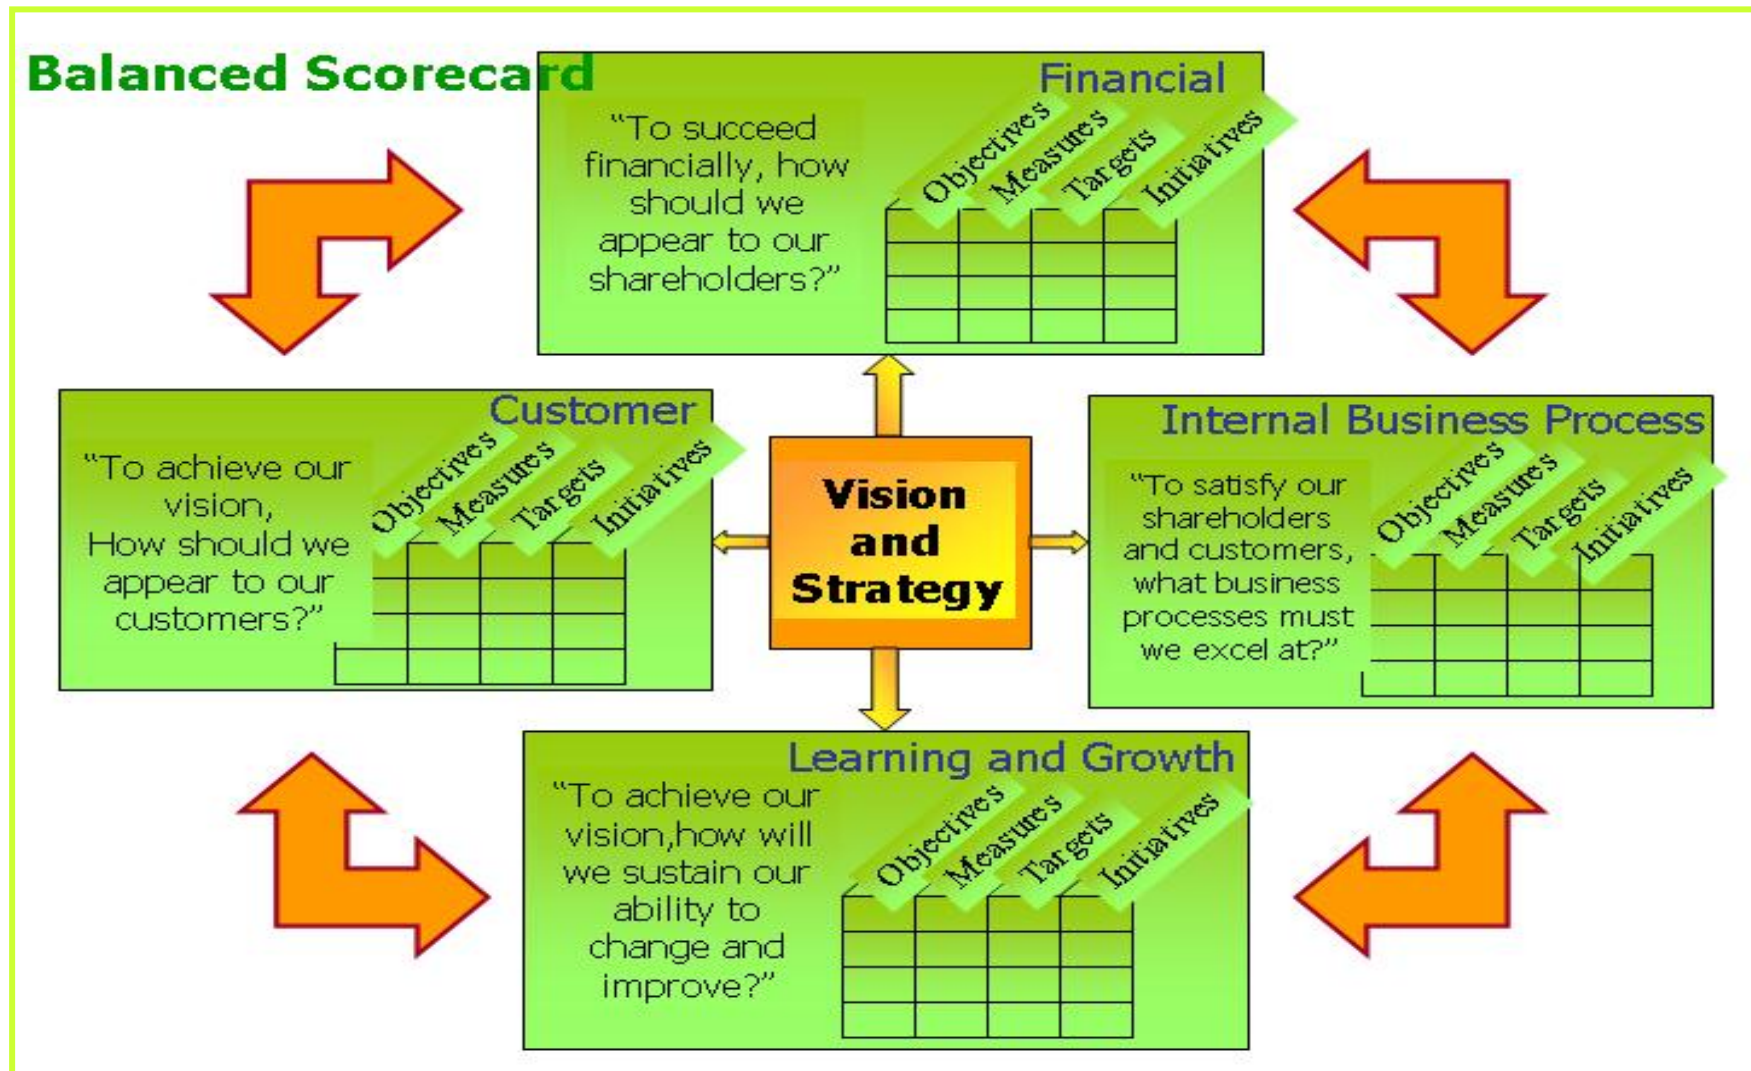 Balanced Scorecard
Financial
“To succeed
financially, how
should we
appear to our
shareholders?”
Objectives
Measures
Targets
Initiatives
Customer
“To achieve our
vision,
How should we
appear to our
customers?”
Objectives
Measures
Targets
Initiatives
Vision
and
Strategy
Internal Business Process
“To satisfy our
shareholders
and customers,
what business
processes must
we excel at?”
Objectives
Measures
Targets
Initiatives
Learning and Growth
“To achieve our
vision,how will
we sustain our
ability to
change and
improve?”
Objectives
Measures
Targets
Initiatives